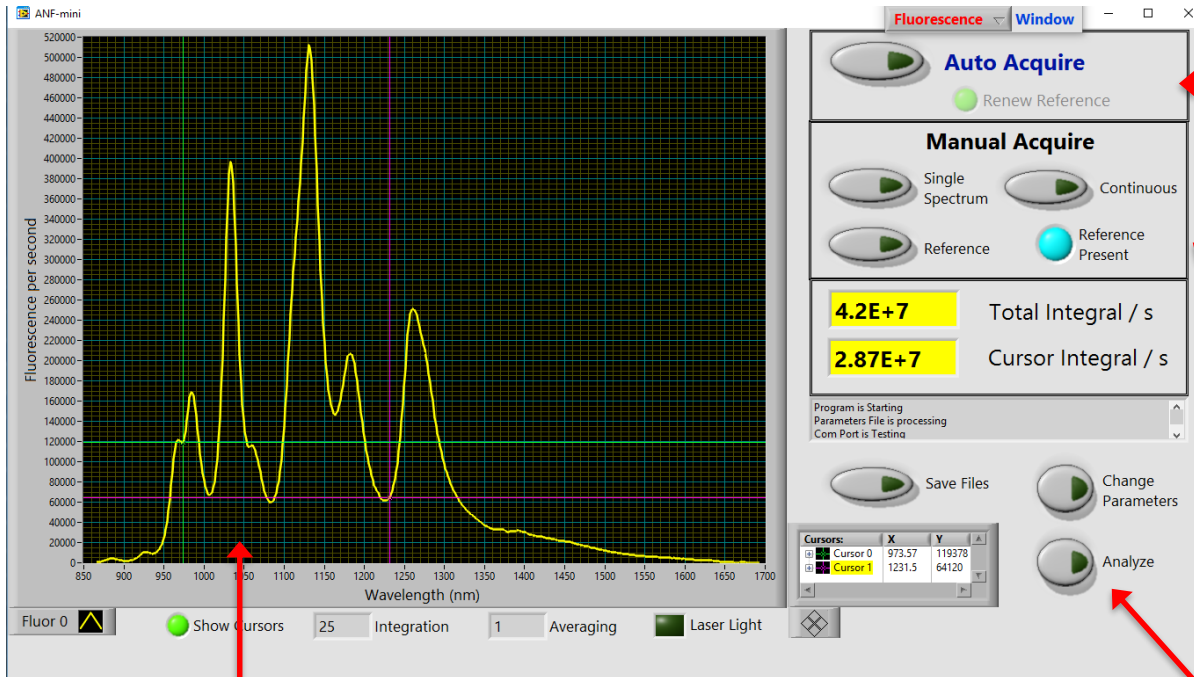 ANF-mini
Fluorescence Window
520000
500000
480000
460000
440000
420000
400000
380000
360000
340000
320000
300000
280000
260000
240000
220000
200000
180000
160000
140000
120000
100000
80000
60000
40000
20000
0
Fluorescence per second
850 900 950 1000 1050 1100 1150 1200 1250 1300 1350 1400 1450 1500 1550 1600 1650 1700
Wavelength (nm)
Fluor 0
Show Cursors
25 Integration
1 Averaging
Laser Light
Auto Acquire
Renew Reference
Manual Acquire
Single
Spectrum
Continuous
Reference
Reference
Present
4.2E+7 Total Integral / s
2.87E+7 Cursor Integral / s
Program is Starting
Parameters File is processing
Com Port is Testing
Save Files
Change
Parameters
Cursors: X Y
Cursor 0 973.57 119378
Cursor 1 1231.5 64120
Analyze